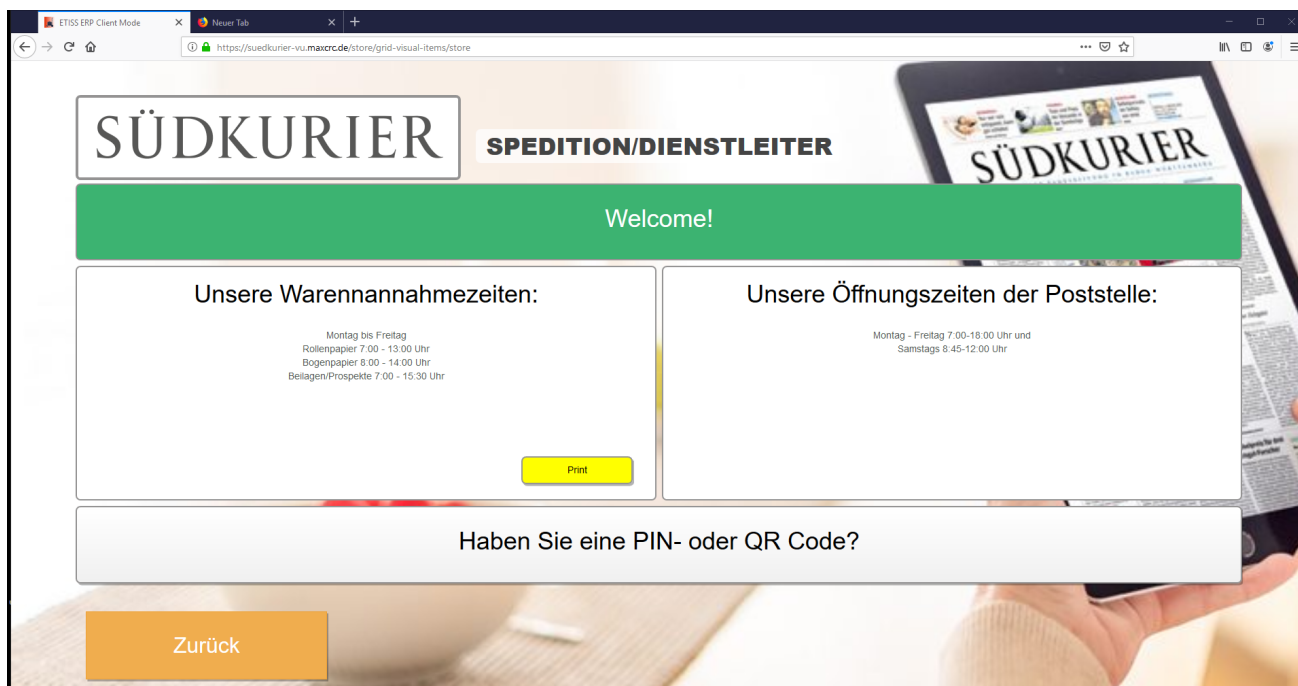 ETISS ERP Client Mode
Neuer Tab
https://suedkurier-vu.maxcrc.de/store/grid-visual-items/store
SÜDKURIER
SPEDITION/DIENSTLEITER
SÜDKURIER
Welcome!
Unsere Warennannahmezeiten:
Montag bis Freitag
Rollenpapier 7:00 - 13:00 Uhr
Bogenpapier 8:00 - 14:00 Uhr
Beilagen/Prospekte 7:00 - 15:30 Uhr
Print
Unsere Öffnungszeiten der Poststelle:
Montag - Freitag 7:00-18:00 Uhr und
Samstags 8:45-12:00 Uhr
Haben Sie eine PIN- oder QR Code?
Zurück